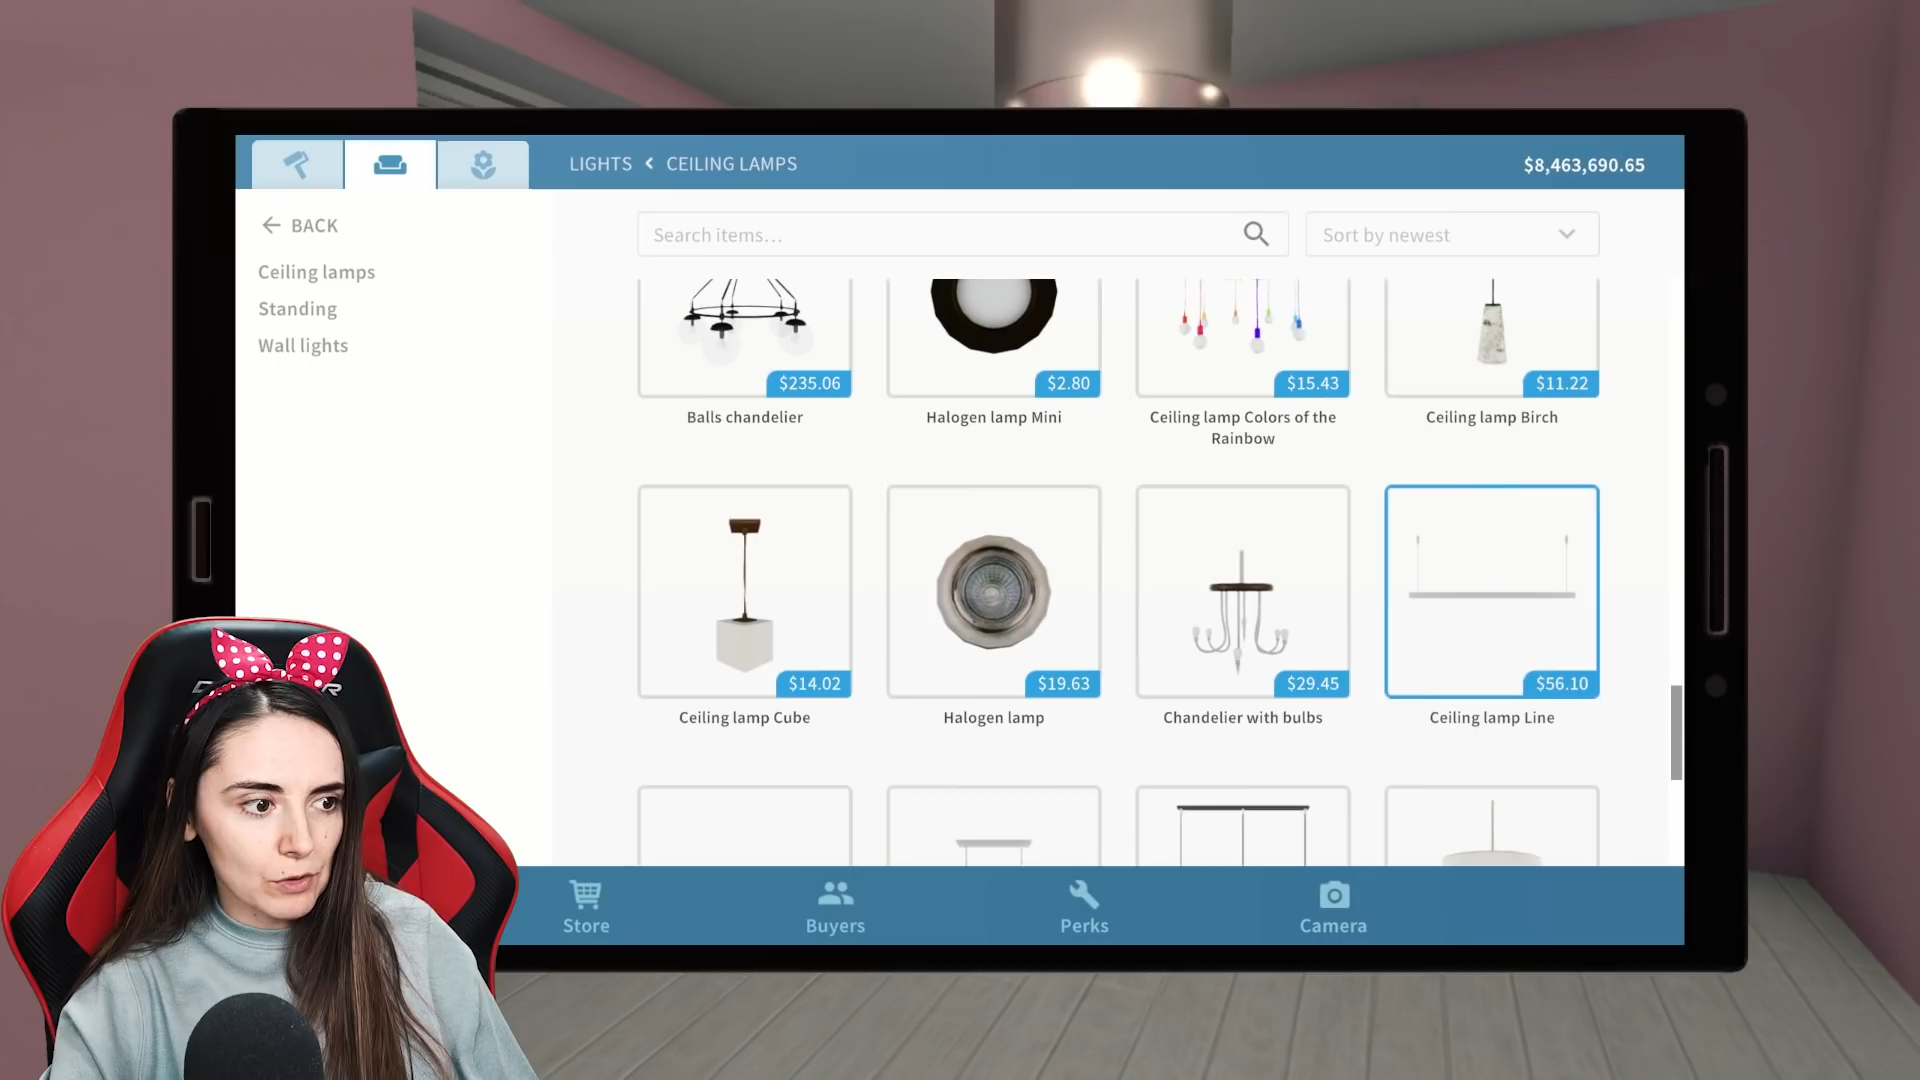 LIGHTS < CEILING LAMPS
$8,463,690.65
BACK
Search items...
Sort by newest
Ceiling lamps
Standing
Wall lights
$235.06
$2.80
$15.43
$11.22
Balls chandelier
Halogen lamp Mini
Ceiling lamp Colors of the
Rainbow
Ceiling lamp Birch
$14.02
$19.63
$29.45
$56.10
Ceiling lamp Cube
Halogen lamp
Chandelier with bulbs
Ceiling lamp Line
Store
Buyers
Perks
Camera